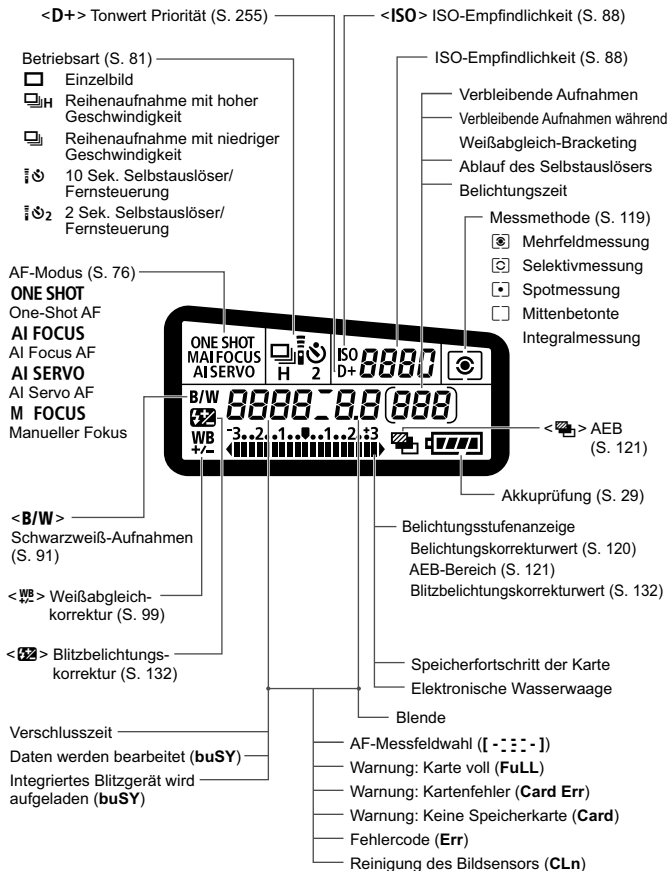 <D+> Tonwert Priorität (S. 255)
<ISO> ISO-Empfindlichkeit (S. 88)
Betriebsart (S. 81)
Einzelbild
H Reihenaufnahme mit hoher
Geschwindigkeit
Reihenaufnahme mit niedriger
Geschwindigkeit
10 Sek. Selbstauslöser/
Fernsteuerung
2 2 Sek. Selbstauslöser/
Fernsteuerung
ISO-Empfindlichkeit (S. 88)
Verbleibende Aufnahmen
Verbleibende Aufnahmen während
Weißabgleich-Bracketing
Ablauf des Selbstauslösers
Belichtungszeit
Messmethode (S. 119)
Mehrfeldmessung
Selektivmessung
Spotmessung
Mittenbetonte
Integralmessung
AF-Modus (S. 76)
ONE SHOT
One-Shot AF
AI FOCUS
AI Focus AF
AI SERVO
AI Servo AF
M FOCUS
Manueller Fokus
ONE SHOT
MAI FOCUS
AI SERVO
H 2
ISO
D+ 8880
B/W 8888 8.8 (888)
WB
+/-
-3..2..1..0..1..2.+3
<B/W>
Schwarzweiß-Aufnahmen
(S. 91)
<WB+/-> Weißabgleich-
korrektur (S. 99)
<> Blitzbelichtungs-
korrektur (S. 132)
<> AEB
(S. 121)
Akkuprüfung (S. 29)
Belichtungsstufenanzeige
Belichtungskorrekturwert (S. 120)
AEB-Bereich (S. 121)
Blitzbelichtungskorrekturwert (S. 132)
Speicherfortschritt der Karte
Elektronische Wasserwaage
Blende
Verschlusszeit
Daten werden bearbeitet (buSY)
Integriertes Blitzgerät wird
aufgeladen (buSY)
AF-Messfeldwahl ([ - - ])
Warnung: Karte voll (FuLL)
Warnung: Kartenfehler (Card Err)
Warnung: Keine Speicherkarte (Card)
Fehlercode (Err)
Reinigung des Bildsensors (CLn)